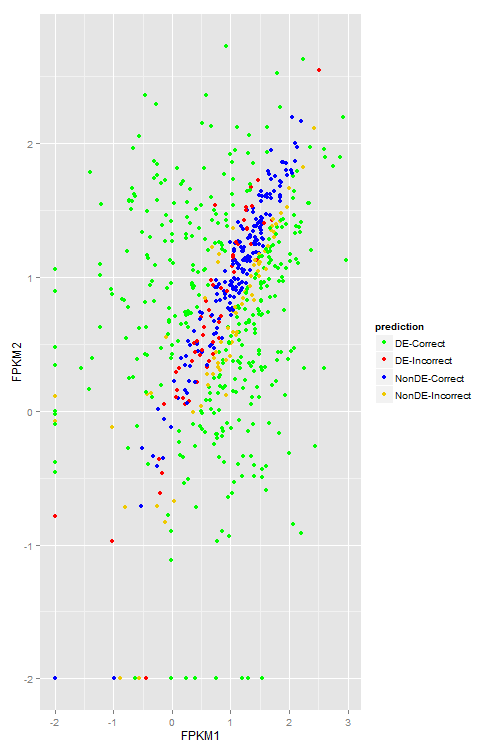 FPKM2
2
1
0
-1
-2
-2
-1
0
1
2
3
FPKM1
prediction
DE-Correct
DE-Incorrect
NonDE-Correct
NonDE-Incorrect